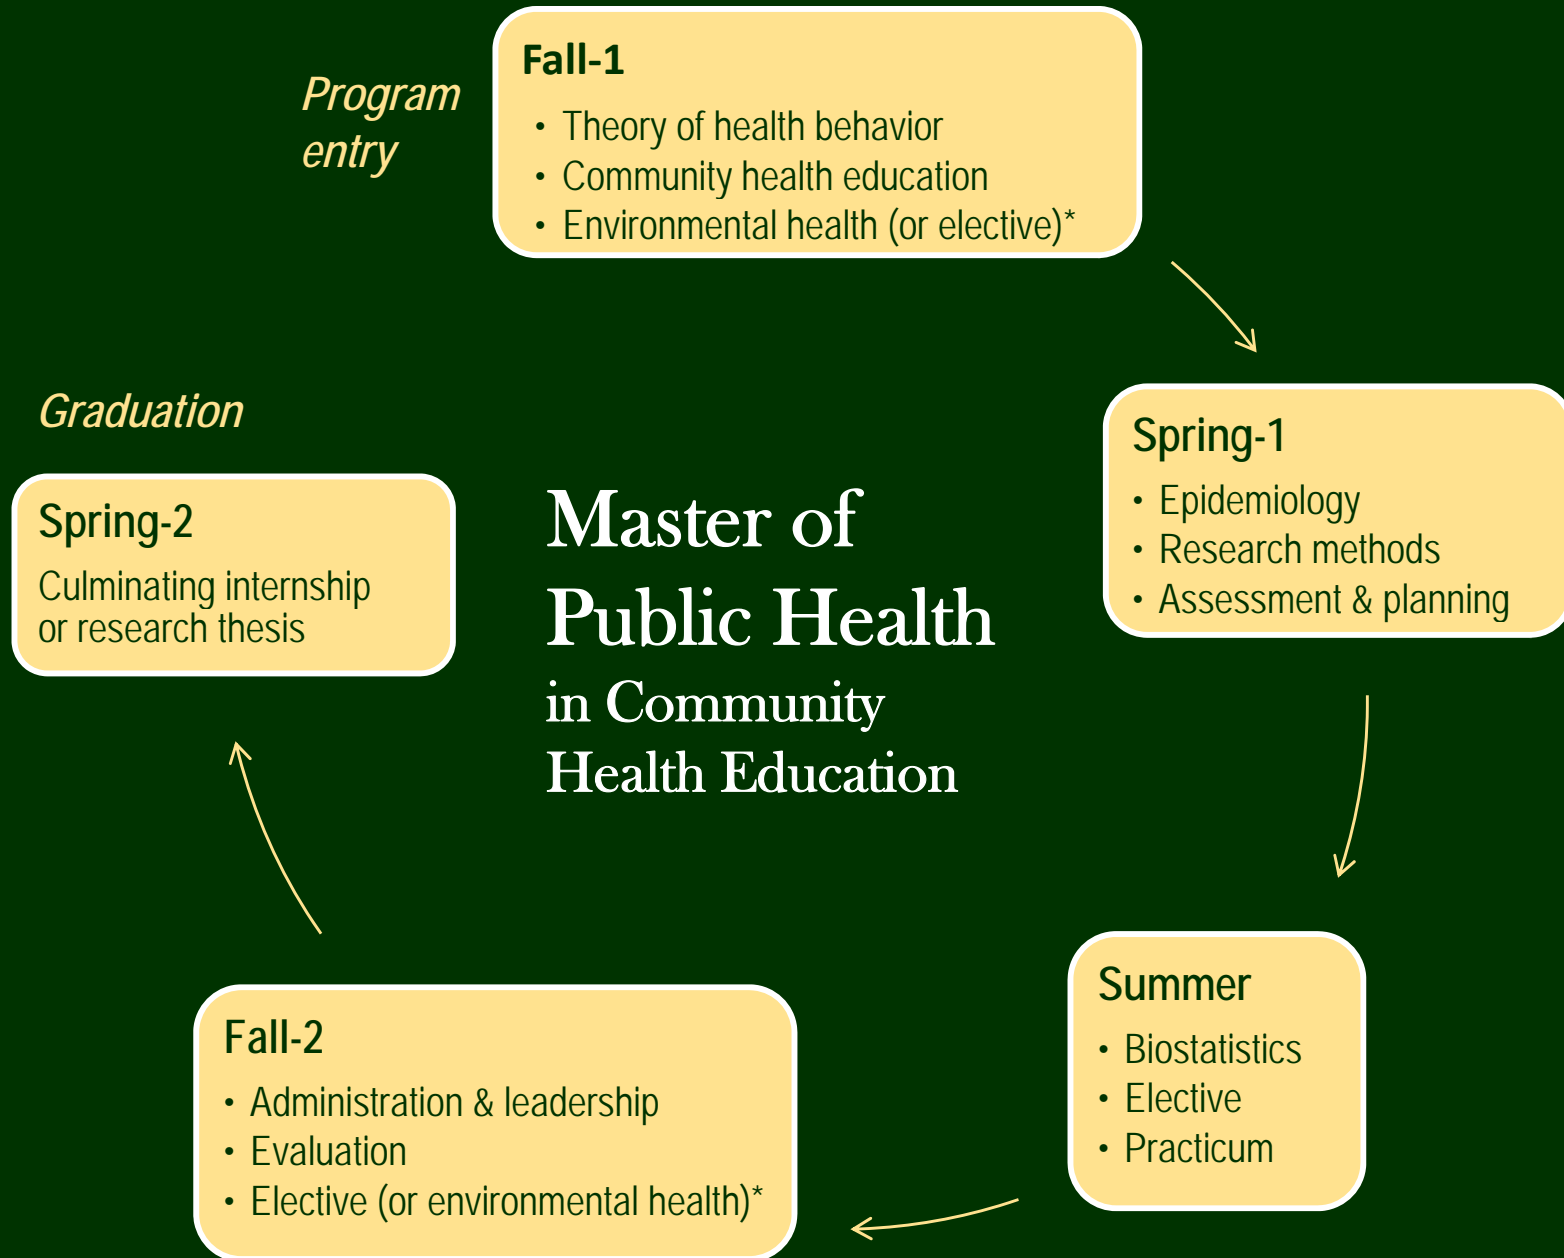 Program
entry
Fall-1
• Theory of health behavior
• Community health education
• Environmental health (or elective)*
Spring-1
• Epidemiology
• Research methods
• Assessment & planning
Summer
• Biostatistics
• Elective
• Practicum
Fall-2
• Administration & leadership
• Evaluation
• Elective (or environmental health)*
Graduation
Spring-2
Culminating internship
or research thesis
Master of
Public Health
in Community
Health Education